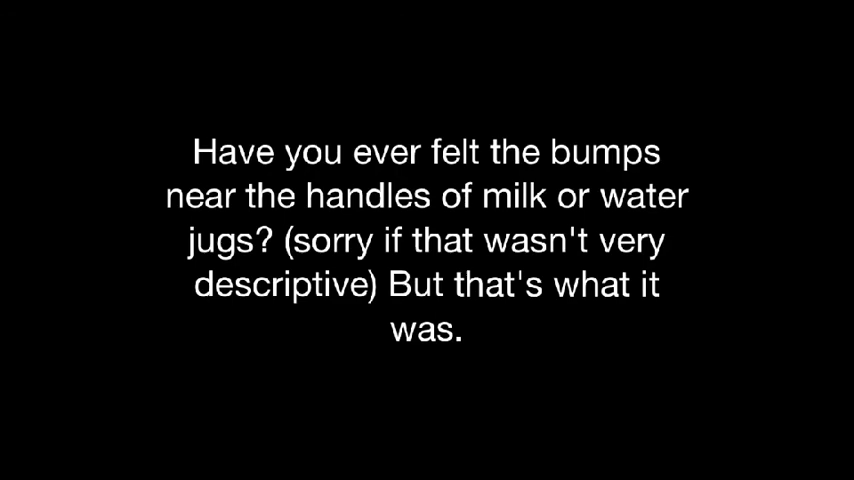 Have you ever felt the bumps
near the handles of milk or water
jugs? (sorry if that wasn't very
descriptive) But that's what it
was.